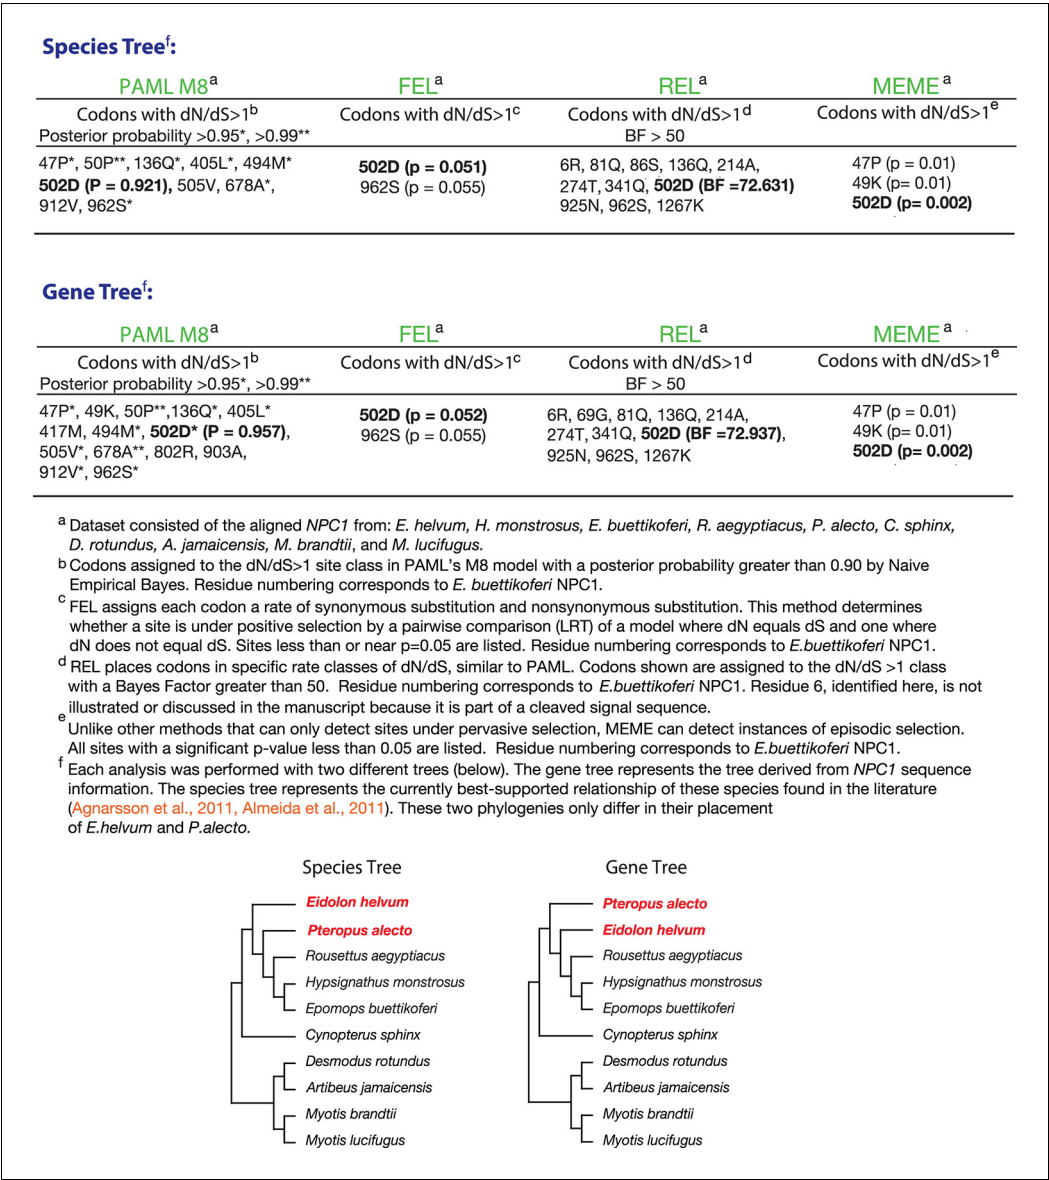 Species Treeᶠ:
PAML M8ᵃ FELᵃ RELᵃ MEMEᵃ
Codons with dN/dS>1ᵇ Codons with dN/dS>1ᶜ Codons with dN/dS>1ᵈ Codons with dN/dS>1ᵉ
Posterior probability >0.95*, >0.99** BF > 50
47P*, 50P**, 136Q*, 405L*, 494M* 502D (p = 0.051) 6R, 81Q, 86S, 136Q, 214A, 47P (p = 0.01)
502D (P = 0.921), 505V, 678A*, 962S (p = 0.055) 274T, 341Q, 502D (BF =72.631) 49K (p= 0.01)
912V, 962S* 925N, 962S, 1267K 502D (p= 0.002)
Gene Treeᶠ:
PAML M8ᵃ FELᵃ RELᵃ MEMEᵃ
Codons with dN/dS>1ᵇ Codons with dN/dS>1ᶜ Codons with dN/dS>1ᵈ Codons with dN/dS>1ᵉ
Posterior probability >0.95*, >0.99** BF > 50
47P*, 49K, 50P**,136Q*, 405L* 502D (p = 0.052) 6R, 69G, 81Q, 136Q, 214A, 47P (p = 0.01)
417M, 494M*, 502D* (P = 0.957), 962S (p = 0.055) 274T, 341Q, 502D (BF =72.937), 49K (p= 0.01)
505V*, 678A**, 802R, 903A, 925N, 962S, 1267K 502D (p= 0.002)
912V*, 962S*
ᵃ Dataset consisted of the aligned NPC1 from: E. helvum, H. monstrosus, E. buettikoferi, R. aegyptiacus, P. alecto, C. sphinx,
D. rotundus, A. jamaicensis, M. brandtii, and M. lucifugus.
ᵇ Codons assigned to the dN/dS>1 site class in PAML's M8 model with a posterior probability greater than 0.90 by Naive
Empirical Bayes. Residue numbering corresponds to E. buettikoferi NPC1.
ᶜ FEL assigns each codon a rate of synonymous substitution and nonsynonymous substitution. This method determines
whether a site is under positive selection by a pairwise comparison (LRT) of a model where dN equals dS and one where
dN does not equal dS. Sites less than or near p=0.05 are listed. Residue numbering corresponds to E.buettikoferi NPC1.
ᵈ REL places codons in specific rate classes of dN/dS, similar to PAML. Codons shown are assigned to the dN/dS >1 class
with a Bayes Factor greater than 50. Residue numbering corresponds to E.buettikoferi NPC1. Residue 6, identified here, is not
illustrated or discussed in the manuscript because it is part of a cleaved signal sequence.
ᵉ Unlike other methods that can only detect sites under pervasive selection, MEME can detect instances of episodic selection.
All sites with a significant p-value less than 0.05 are listed. Residue numbering corresponds to E.buettikoferi NPC1.
ᶠ Each analysis was performed with two different trees (below). The gene tree represents the tree derived from NPC1 sequence
information. The species tree represents the currently best-supported relationship of these species found in the literature
(Agnarsson et al., 2011, Almeida et al., 2011). These two phylogenies only differ in their placement
of E.helvum and P.alecto.
Species Tree Gene Tree
Eidolon helvum Pteropus alecto
Pteropus alecto Eidolon helvum
Rousettus aegyptiacus Rousettus aegyptiacus
Hypsignathus monstrosus Hypsignathus monstrosus
Epomops buettikoferi Epomops buettikoferi
Cynopterus sphinx Cynopterus sphinx
Desmodus rotundus Desmodus rotundus
Artibeus jamaicensis Artibeus jamaicensis
Myotis brandtii Myotis brandtii
Myotis lucifugus Myotis lucifugus